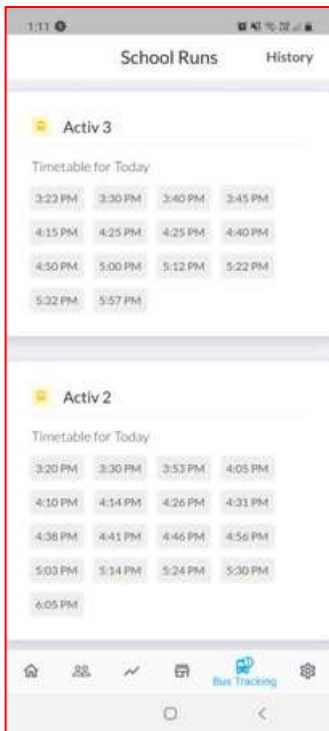 1:11
School Runs History
Activ 3
Timetable for Today
3:23 PM 3:30 PM 3:40 PM 3:45 PM
4:15 PM 4:25 PM 4:25 PM 4:40 PM
4:50 PM 5:00 PM 5:12 PM 5:22 PM
5:32 PM 5:57 PM
Activ 2
Timetable for Today
3:20 PM 3:30 PM 3:53 PM 4:05 PM
4:10 PM 4:14 PM 4:26 PM 4:31 PM
4:38 PM 4:41 PM 4:46 PM 4:56 PM
5:03 PM 5:14 PM 5:24 PM 5:30 PM
6:05 PM
Bus Tracking